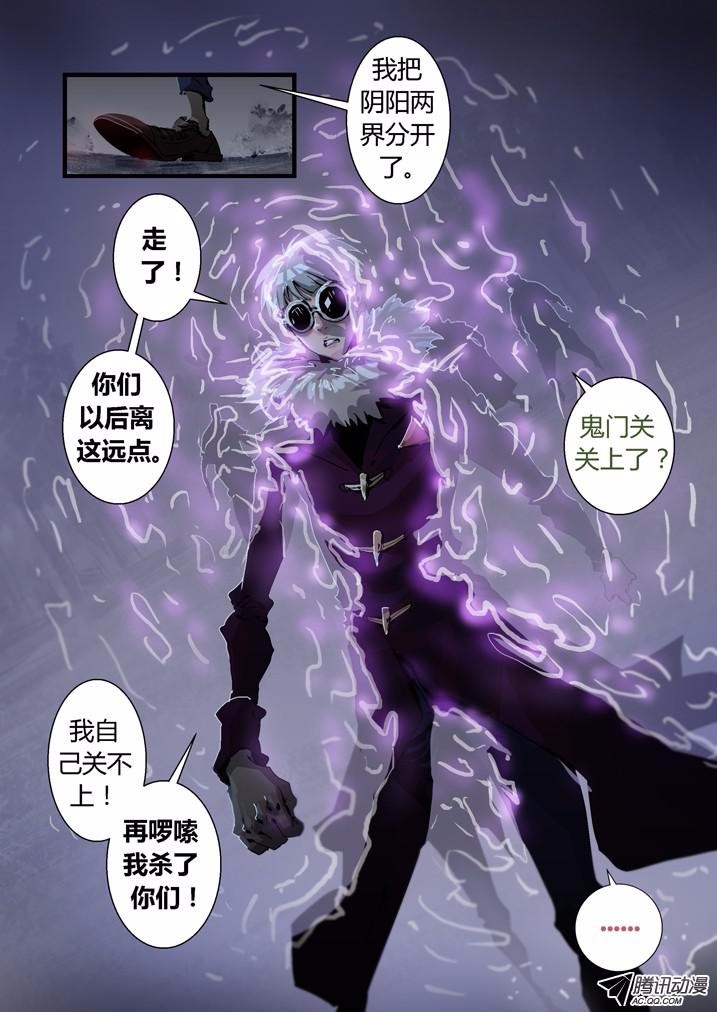 我把
阴阳两
界分开
了。
走
了！
你们
以后离
这远点。
鬼门关
关上了？
我自
己关不
上！
再啰嗦
我杀了
你们！
……
腾讯动漫
AC.QQ.COM